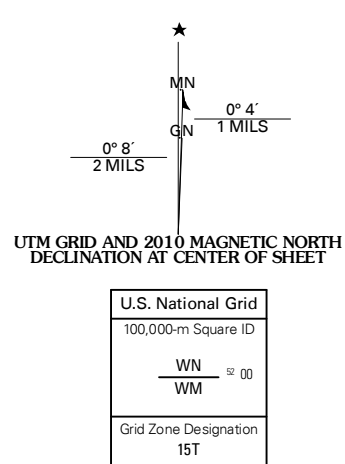 ★
MN
0° 4´
1 MILS
GN
0° 8´
2 MILS
UTM GRID AND 2010 MAGNETIC NORTH
DECLINATION AT CENTER OF SHEET
U.S. National Grid
100,000-m Square ID
WN
52 00
WM
Grid Zone Designation
15T